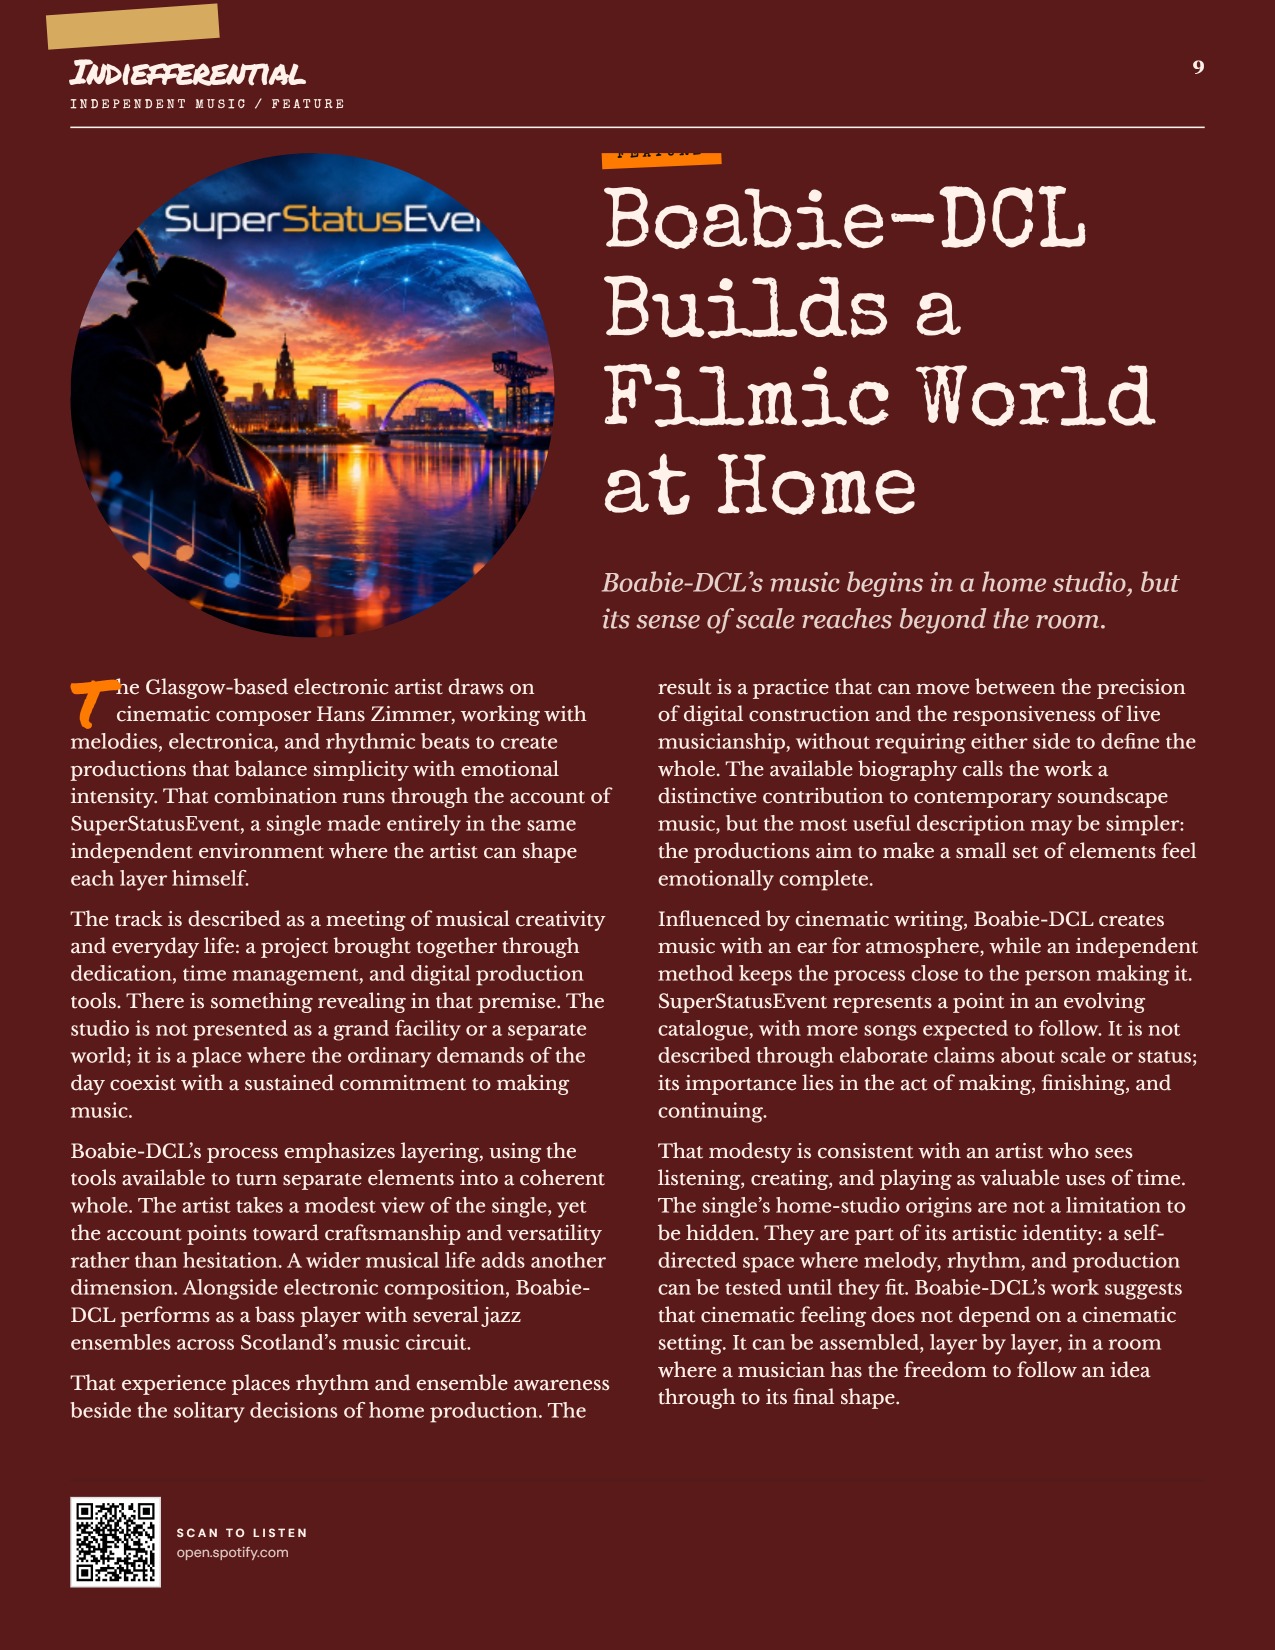 INDIEFFERENTIAL
INDEPENDENT MUSIC / FEATURE
9
SuperStatusEve
Boabie-DCL
Builds a
Filmic World
at Home
Boabie-DCL’s music begins in a home studio, but
its sense of scale reaches beyond the room.
The Glasgow-based electronic artist draws on
cinematic composer Hans Zimmer, working with
melodies, electronica, and rhythmic beats to create
productions that balance simplicity with emotional
intensity. That combination runs through the account of
SuperStatusEvent, a single made entirely in the same
independent environment where the artist can shape
each layer himself.
The track is described as a meeting of musical creativity
and everyday life: a project brought together through
dedication, time management, and digital production
tools. There is something revealing in that premise. The
studio is not presented as a grand facility or a separate
world; it is a place where the ordinary demands of the
day coexist with a sustained commitment to making
music.
Boabie-DCL’s process emphasizes layering, using the
tools available to turn separate elements into a coherent
whole. The artist takes a modest view of the single, yet
the account points toward craftsmanship and versatility
rather than hesitation. A wider musical life adds another
dimension. Alongside electronic composition, Boabie-
DCL performs as a bass player with several jazz
ensembles across Scotland’s music circuit.
That experience places rhythm and ensemble awareness
beside the solitary decisions of home production. The
result is a practice that can move between the precision
of digital construction and the responsiveness of live
musicianship, without requiring either side to define the
whole. The available biography calls the work a
distinctive contribution to contemporary soundscape
music, but the most useful description may be simpler:
the productions aim to make a small set of elements feel
emotionally complete.
Influenced by cinematic writing, Boabie-DCL creates
music with an ear for atmosphere, while an independent
method keeps the process close to the person making it.
SuperStatusEvent represents a point in an evolving
catalogue, with more songs expected to follow. It is not
described through elaborate claims about scale or status;
its importance lies in the act of making, finishing, and
continuing.
That modesty is consistent with an artist who sees
listening, creating, and playing as valuable uses of time.
The single’s home-studio origins are not a limitation to
be hidden. They are part of its artistic identity: a self-
directed space where melody, rhythm, and production
can be tested until they fit. Boabie-DCL’s work suggests
that cinematic feeling does not depend on a cinematic
setting. It can be assembled, layer by layer, in a room
where a musician has the freedom to follow an idea
through to its final shape.
SCAN TO LISTEN
open.spotify.com